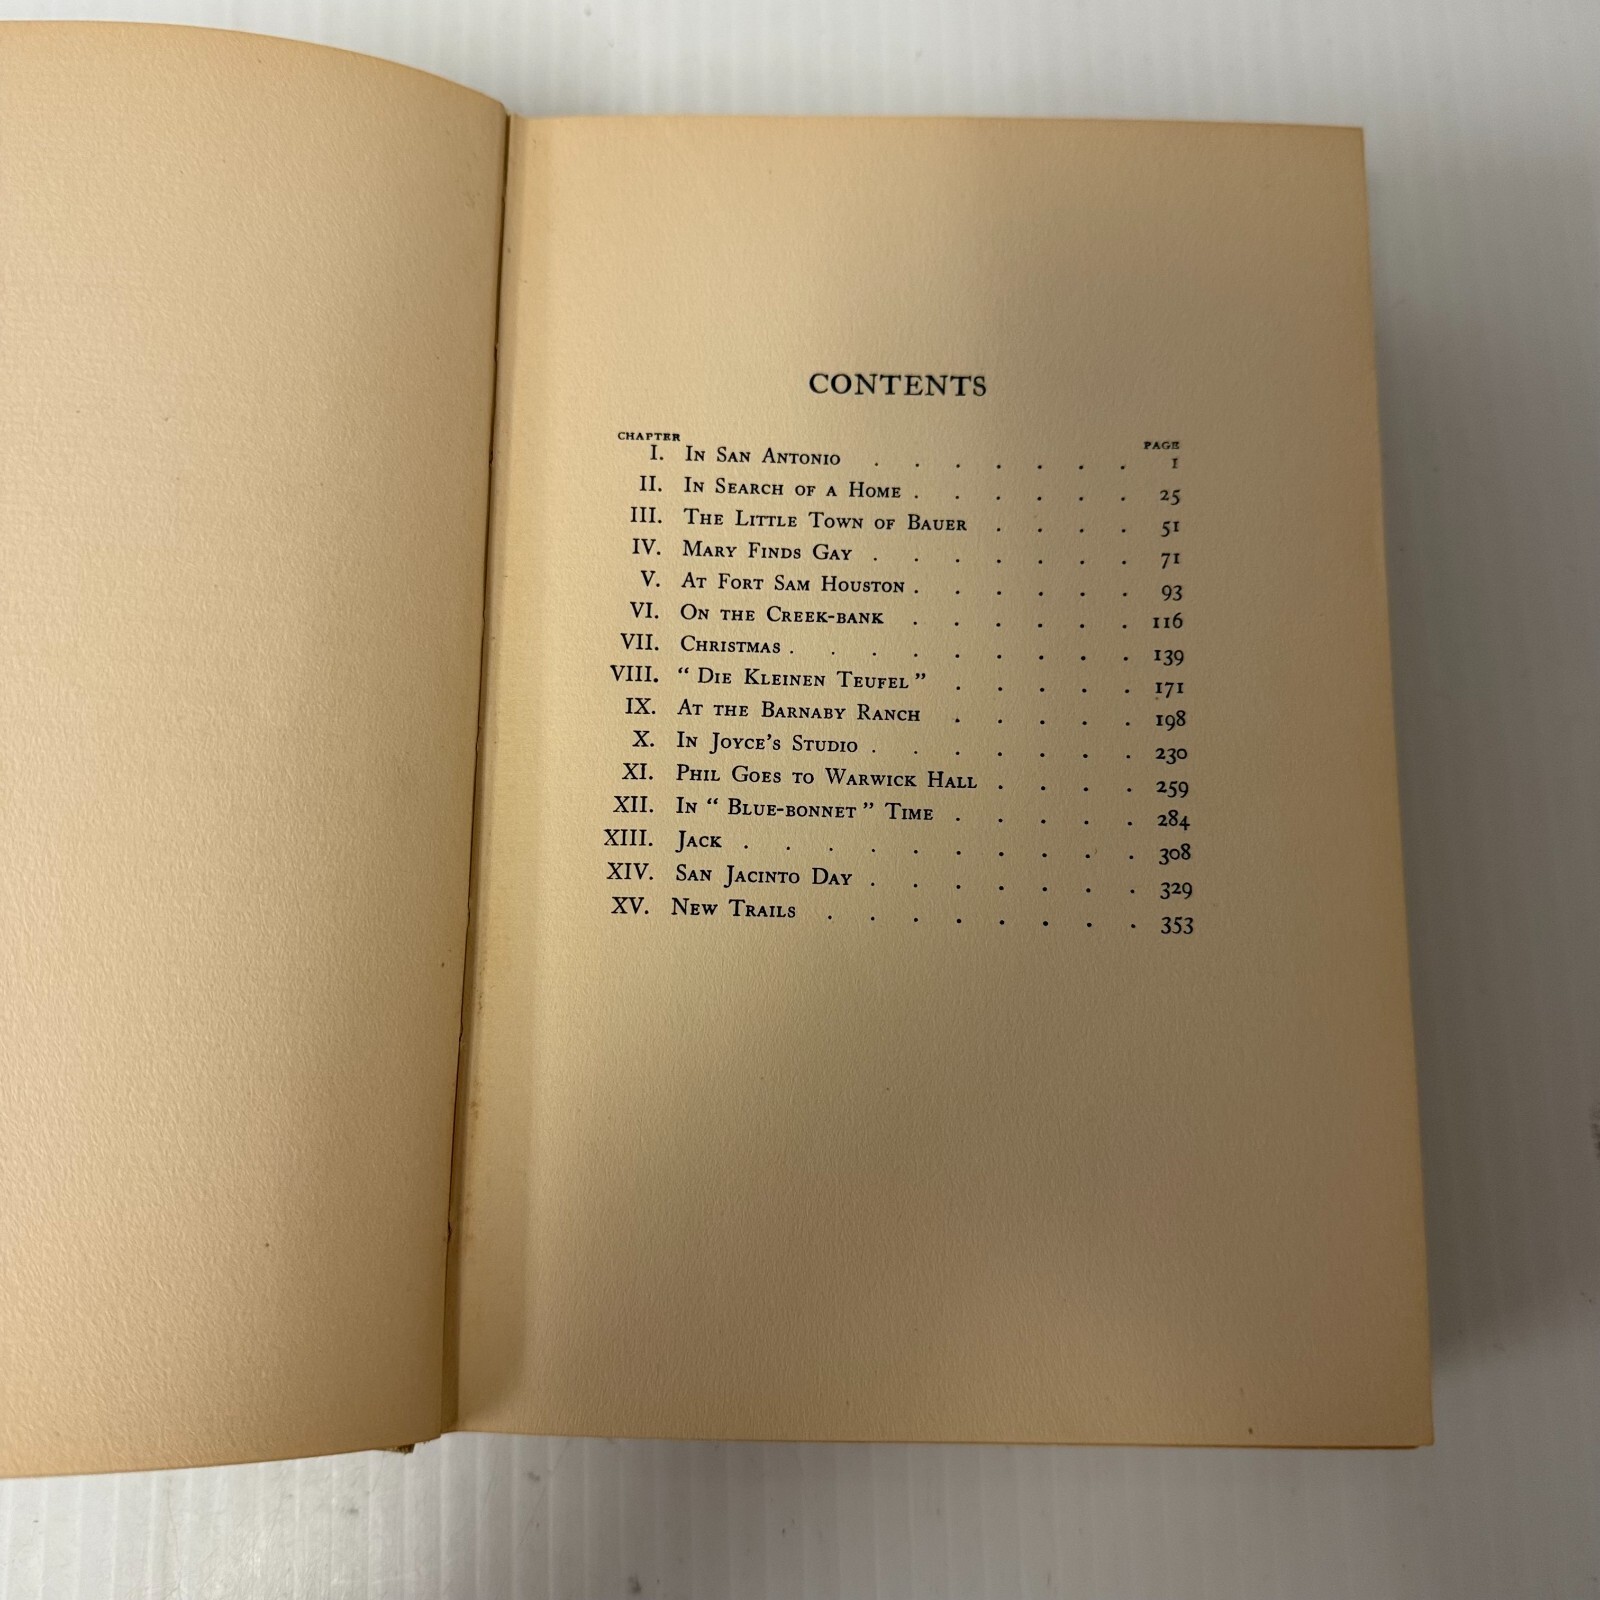 CONTENTS
CHAPTER PAGE
I. In San Antonio . . . . . . . 1
II. In Search of a Home . . . . . . 25
III. The Little Town of Bauer . . . . 51
IV. Mary Finds Gay . . . . . . . 71
V. At Fort Sam Houston . . . . . . 93
VI. On the Creek-bank . . . . . . 116
VII. Christmas . . . . . . . . . 139
VIII. "Die Kleinen Teufel" . . . . . 171
IX. At the Barnaby Ranch . . . . . 198
X. In Joyce's Studio . . . . . . . 230
XI. Phil Goes to Warwick Hall . . . . 259
XII. In "Blue-bonnet" Time . . . . . 284
XIII. Jack . . . . . . . . . . 308
XIV. San Jacinto Day . . . . . . . 329
XV. New Trails . . . . . . . . 353